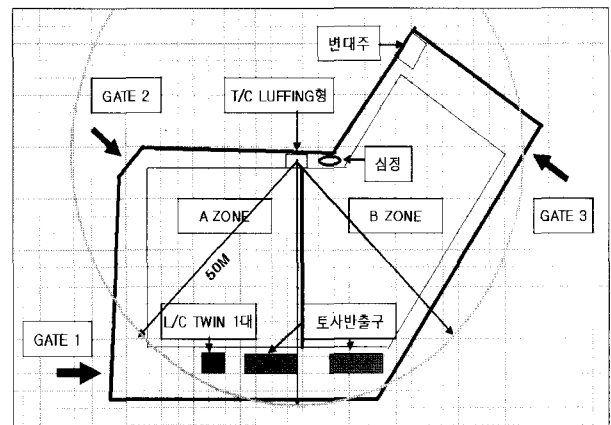 변대주
GATE 2
T/C LUFFING형
심정
A ZONE
B ZONE
GATE 3
50M
L/C TWIN 1대
토사반출구
GATE 1